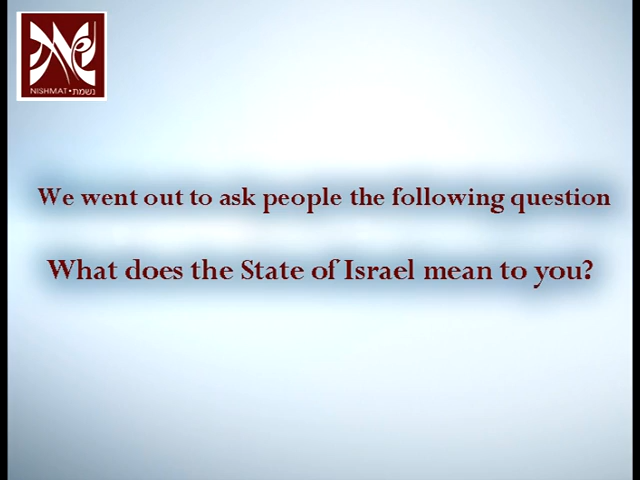 NISHMAT • נשמת
We went out to ask people the following question
What does the State of Israel mean to you?